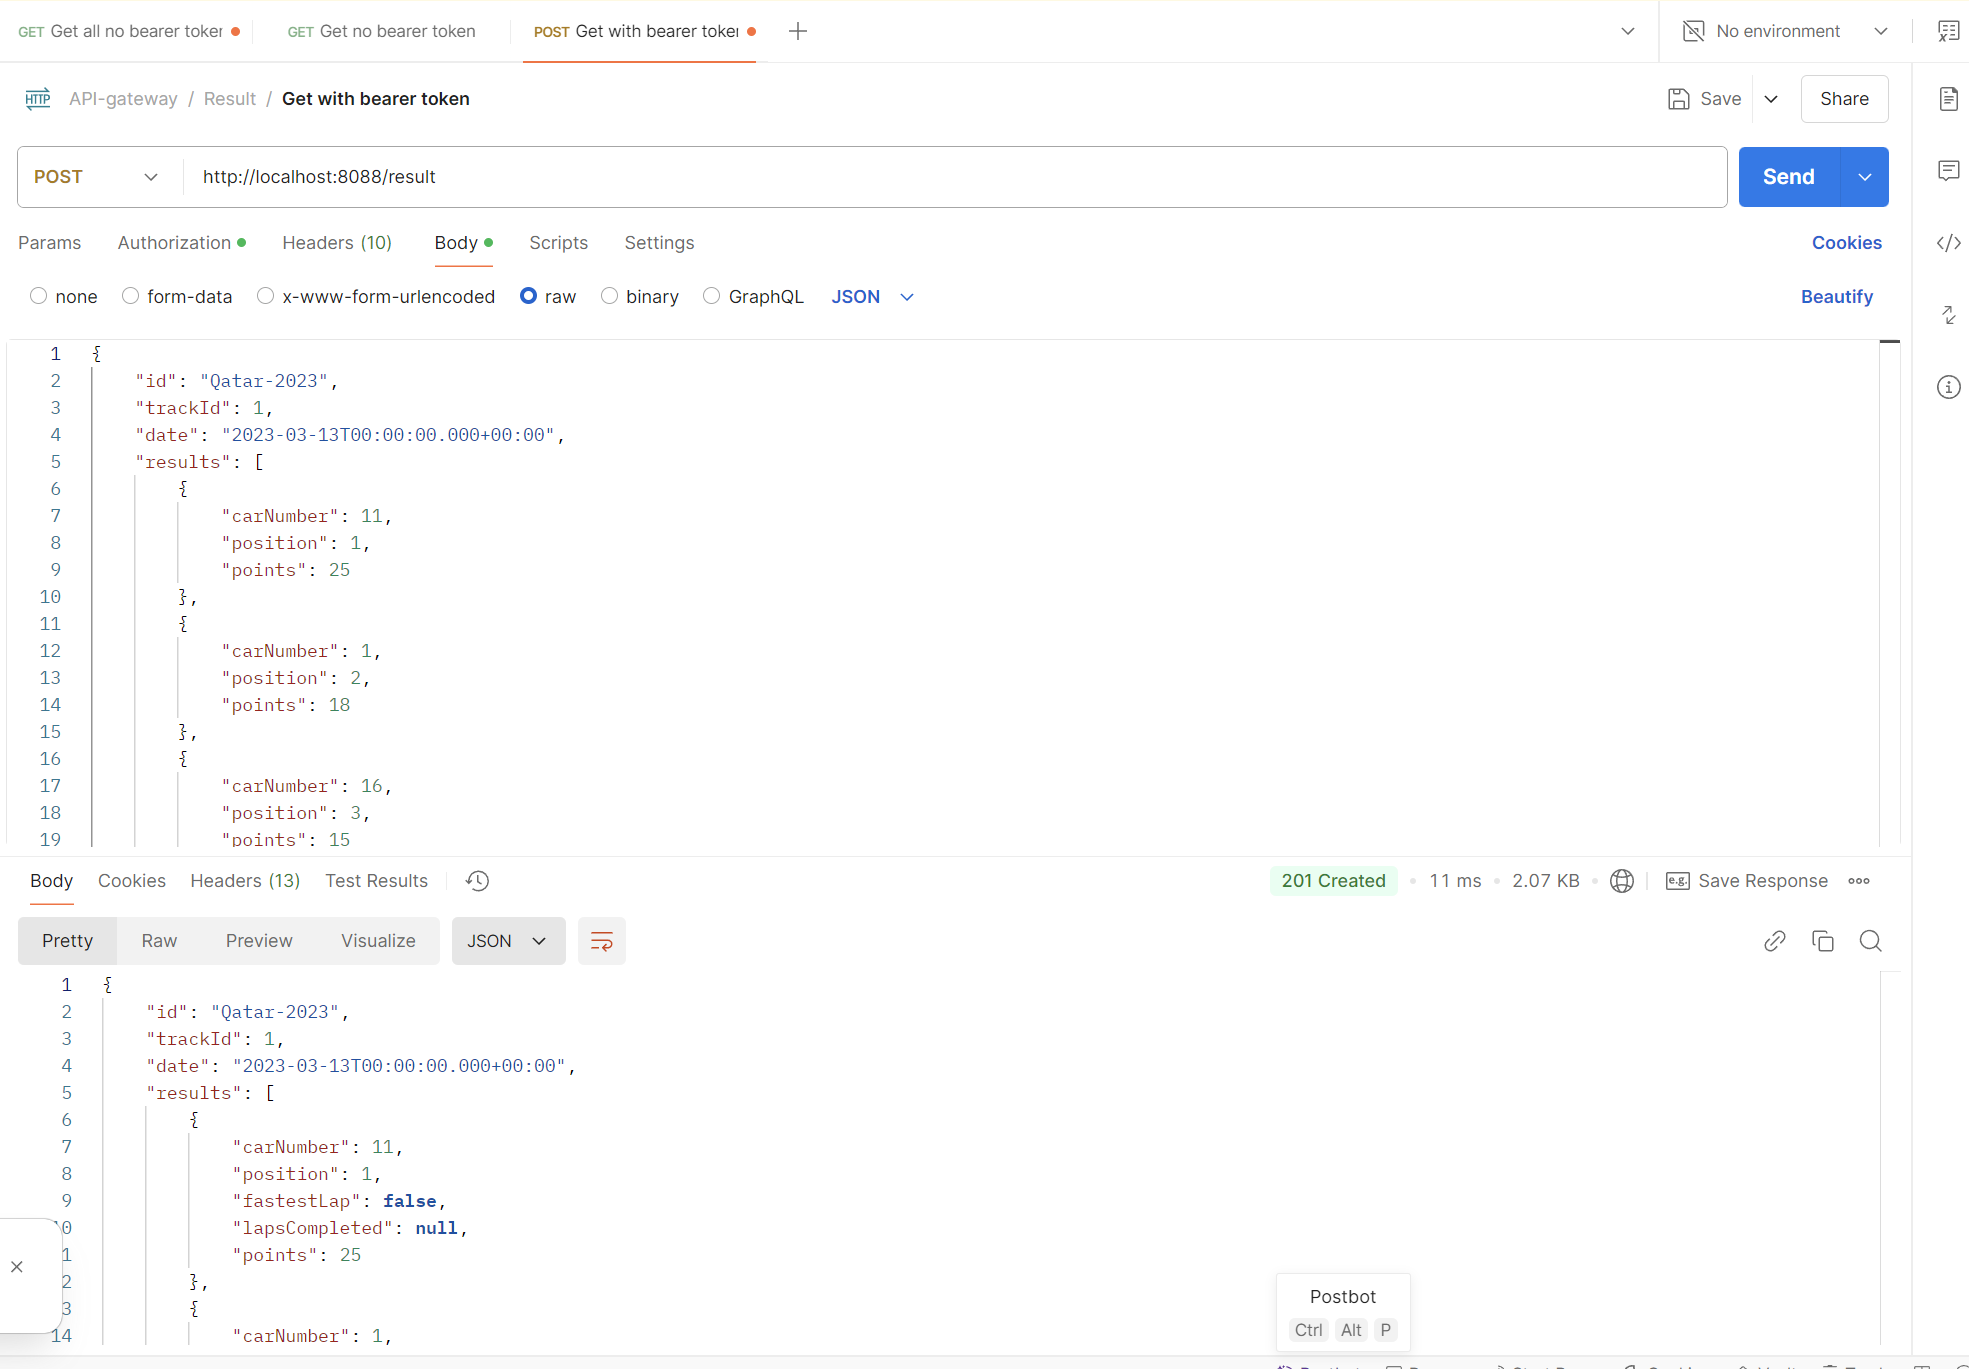 GET Get all no bearer toker
GET Get no bearer token
POST Get with bearer toker
No environment
HTTP API-gateway / Result / Get with bearer token
Save
Share
POST
http://localhost:8088/result
Send
Params Authorization Headers (10) Body Scripts Settings
Cookies
none form-data x-www-form-urlencoded raw binary GraphQL JSON
Beautify
1 {
2 "id": "Qatar-2023",
3 "trackId": 1,
4 "date": "2023-03-13T00:00:00.000+00:00",
5 "results": [
6 {
7 "carNumber": 11,
8 "position": 1,
9 "points": 25
10 },
11 {
12 "carNumber": 1,
13 "position": 2,
14 "points": 18
15 },
16 {
17 "carNumber": 16,
18 "position": 3,
19 "points": 15
Body Cookies Headers (13) Test Results
201 Created • 11 ms • 2.07 KB •
e.g. Save Response
Pretty Raw Preview Visualize
JSON
1 {
2 "id": "Qatar-2023",
3 "trackId": 1,
4 "date": "2023-03-13T00:00:00.000+00:00",
5 "results": [
6 {
7 "carNumber": 11,
8 "position": 1,
9 "fastestLap": false,
0 "lapsCompleted": null,
1 "points": 25
2 },
3 {
14 "carNumber": 1,
Postbot
Ctrl Alt P